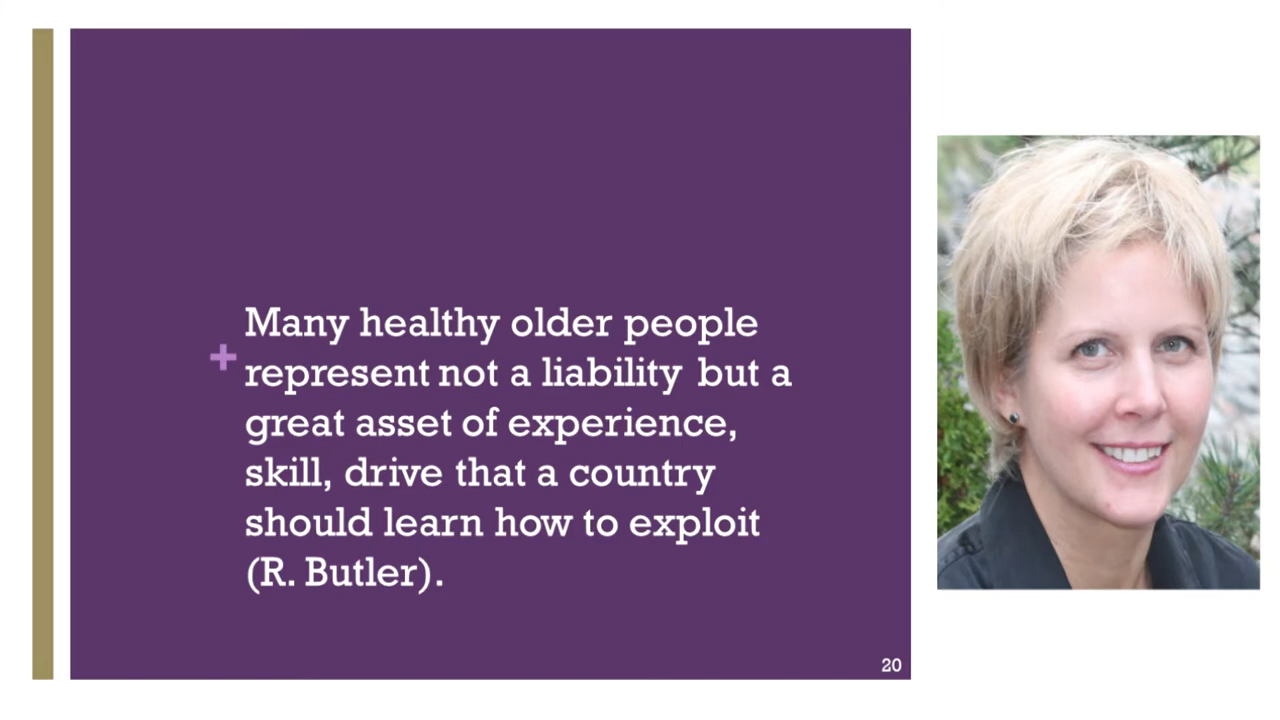 +
Many healthy older people
represent not a liability but a
great asset of experience,
skill, drive that a country
should learn how to exploit
(R. Butler).
20